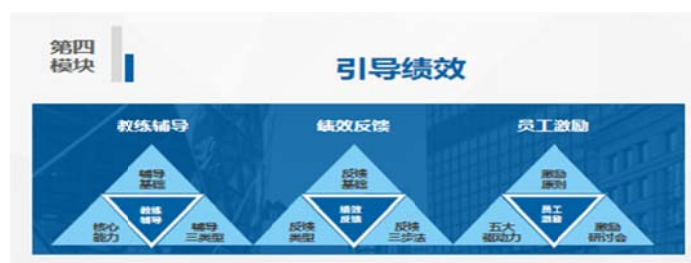 第四
模块
引导绩效
教练辅导
绩效反馈
员工激励
辅导
基础
教练
辅导
核心
能力
辅导
三类型
反馈
基础
绩效
反馈
反馈
类型
反馈
三步法
激励
原则
员工
激励
五大
驱动力
激励
研讨会